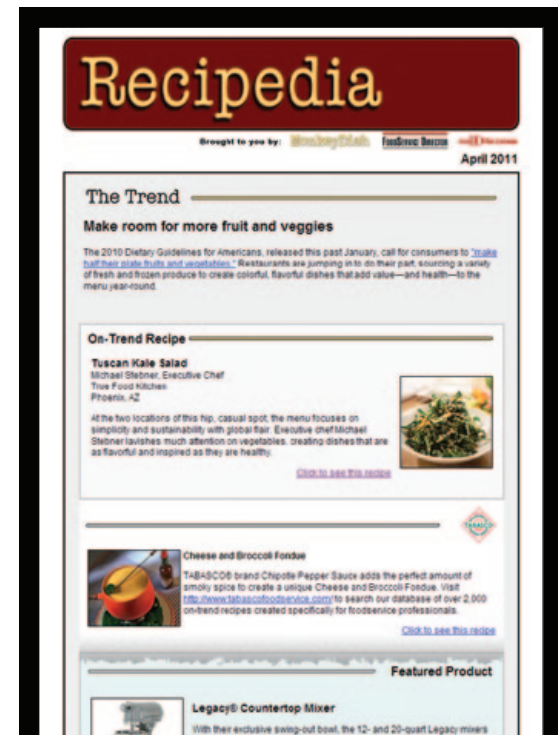 Recipedia
Brought to you by: MonkeyDish FoodService Director
April 2011
The Trend
Make room for more fruit and veggies
The 2010 Dietary Guidelines for Americans, released this past January, call for consumers to "make
half their plate fruits and vegetables." Restaurants are jumping in to do their part, sourcing a variety
of fresh and frozen produce to create colorful, flavorful dishes that add value—and health—to the
menu year-round.
On-Trend Recipe
Tuscan Kale Salad
Michael Stebner, Executive Chef
True Food Kitchen
Phoenix, AZ
At the two locations of this hip, casual spot, the menu focuses on
simplicity and sustainability with global flair. Executive chef Michael
Stebner lavishes much attention on vegetables, creating dishes that are
as flavorful and inspired as they are healthy.
Click to see this recipe
TABASCO
Cheese and Broccoli Fondue
TABASCO® brand Chipotle Pepper Sauce adds the perfect amount of
smoky spice to create a unique Cheese and Broccoli Fondue. Visit
http://www.tabascofoodservice.com/ to search our database of over 2,000
on-trend recipes created specifically for foodservice professionals.
Click to see this recipe
Featured Product
Legacy® Countertop Mixer
With their exclusive swing-out bowl, the 12- and 20-quart Legacy mixers